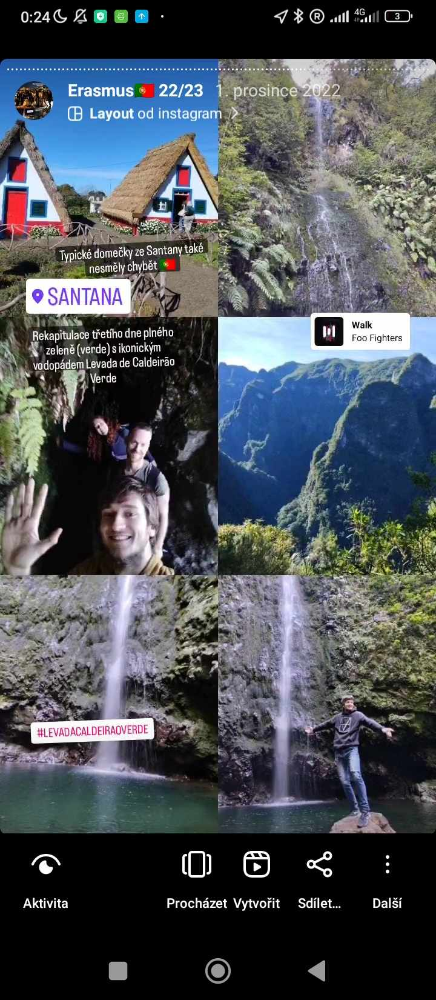 0:24
4G
3
Erasmus🇵🇹 22/23 1. prosince 2022
Layout od instagram
Typické domečky ze Santany také
nesměly chybět 🇵🇹
SANTANA
Walk
Foo Fighters
Rekapitulace třetího dne plného
zeleně (verde) s ikonickým
vodopádem Levada de Caldeirão
Verde
#LEVADACALDEIRAOVERDE
Aktivita
Procházet
Vytvořit
Sdílet...
Další